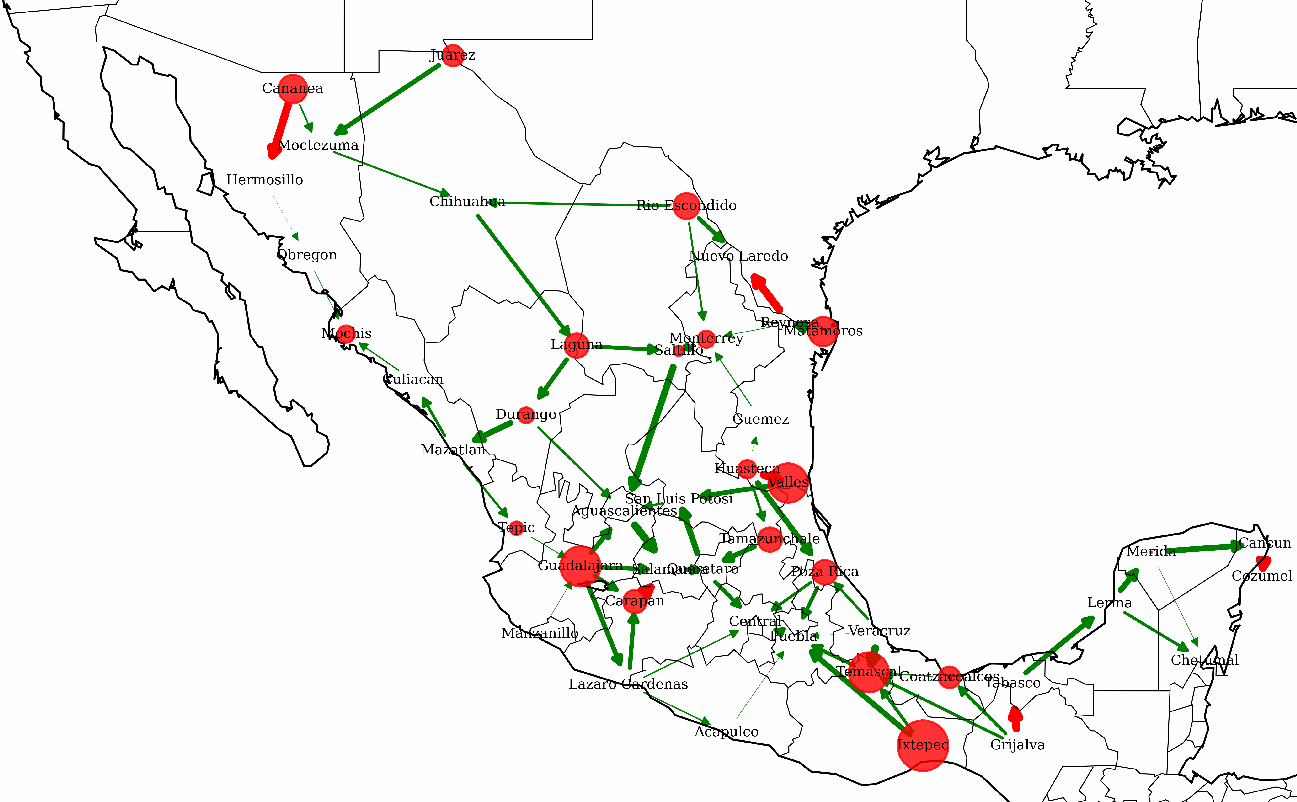 Juarez
Cananea
Moctezuma
Hermosillo
Chihuahua
Rio Escondido
Obregon
Nuevo Laredo
Reynosa
Matamoros
Mochis
Laguna
Monterrey
Saltillo
Culiacan
Durango
Guemez
Mazatlan
Huasteca
Valles
San Luis Potosi
Aguascalientes
Tepic
Tamazunchale
Guadalajara
Salamanca
Queretaro
Poza Rica
Merida
Cancun
Cozumel
Carapan
Lerma
Manzanillo
Central
Puebla
Veracruz
Chetumal
Temascal
Coatzacoalcos
Tabasco
Lazaro Cardenas
Acapulco
Ixtepec
Grijalva